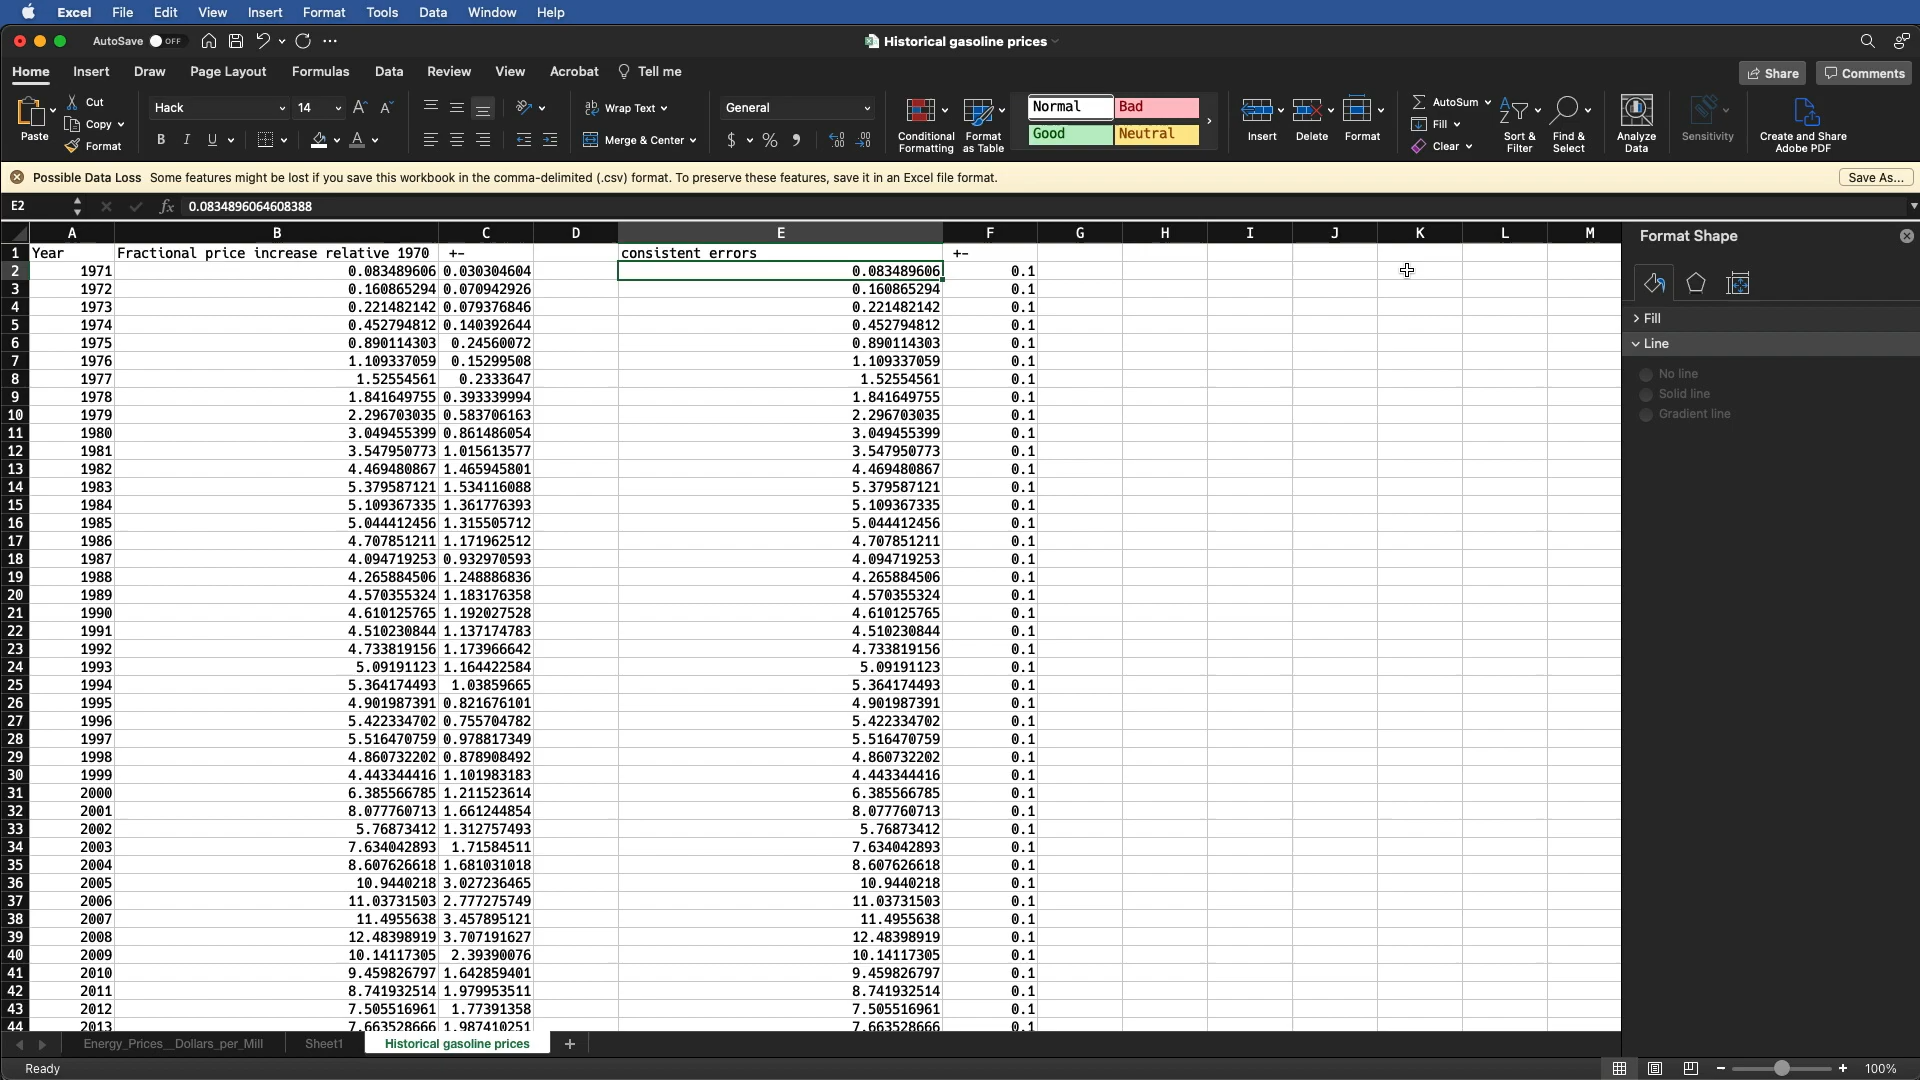 Excel File Edit View Insert Format Tools Data Window Help
AutoSave OFF Historical gasoline prices
Home Insert Draw Page Layout Formulas Data Review View Acrobat Tell me Share Comments
Paste Cut Copy Format
Hack 14
B I U A
Wrap Text
Merge & Center
General
$ % 9
Conditional Formatting Format as Table
Normal Bad
Good Neutral
Insert Delete Format
AutoSum
Fill
Clear
Sort & Filter Find & Select
Analyze Data Sensitivity Create and Share Adobe PDF
Possible Data Loss Some features might be lost if you save this workbook in the comma-delimited (.csv) format. To preserve these features, save it in an Excel file format. Save As...
E2 fx 0.0834896064608388
A B C D E F G H I J K L M
1 Year Fractional price increase relative 1970 +- consistent errors +-
2 1971 0.083489606 0.030304604 0.083489606 0.1
3 1972 0.160865294 0.070942926 0.160865294 0.1
4 1973 0.221482142 0.079376846 0.221482142 0.1
5 1974 0.452794812 0.140392644 0.452794812 0.1
6 1975 0.890114303 0.24560072 0.890114303 0.1
7 1976 1.109337059 0.15299508 1.109337059 0.1
8 1977 1.52554561 0.2333647 1.52554561 0.1
9 1978 1.841649755 0.393339994 1.841649755 0.1
10 1979 2.296703035 0.583706163 2.296703035 0.1
11 1980 3.049455399 0.861486054 3.049455399 0.1
12 1981 3.547950773 1.015613577 3.547950773 0.1
13 1982 4.469480867 1.465945801 4.469480867 0.1
14 1983 5.379587121 1.534116088 5.379587121 0.1
15 1984 5.109367335 1.361776393 5.109367335 0.1
16 1985 5.044412456 1.315505712 5.044412456 0.1
17 1986 4.707851211 1.171962512 4.707851211 0.1
18 1987 4.094719253 0.932970593 4.094719253 0.1
19 1988 4.265884506 1.248886836 4.265884506 0.1
20 1989 4.570355324 1.183176358 4.570355324 0.1
21 1990 4.610125765 1.192027528 4.610125765 0.1
22 1991 4.510230844 1.137174783 4.510230844 0.1
23 1992 4.733819156 1.173966642 4.733819156 0.1
24 1993 5.09191123 1.164422584 5.09191123 0.1
25 1994 5.364174493 1.03859665 5.364174493 0.1
26 1995 4.901987391 0.821676101 4.901987391 0.1
27 1996 5.422334702 0.755704782 5.422334702 0.1
28 1997 5.516470759 0.978817349 5.516470759 0.1
29 1998 4.860732202 0.878908492 4.860732202 0.1
30 1999 4.443344416 1.101983183 4.443344416 0.1
31 2000 6.385566785 1.211523614 6.385566785 0.1
32 2001 8.077760713 1.661244854 8.077760713 0.1
33 2002 5.76873412 1.312757493 5.76873412 0.1
34 2003 7.634042893 1.71584511 7.634042893 0.1
35 2004 8.607626618 1.681031018 8.607626618 0.1
36 2005 10.9440218 3.027236465 10.9440218 0.1
37 2006 11.03731503 2.777275749 11.03731503 0.1
38 2007 11.4955638 3.457895121 11.4955638 0.1
39 2008 12.48398919 3.707191627 12.48398919 0.1
40 2009 10.14117305 2.39390076 10.14117305 0.1
41 2010 9.459826797 1.642859401 9.459826797 0.1
42 2011 8.741932514 1.979953511 8.741932514 0.1
43 2012 7.505516961 1.77391358 7.505516961 0.1
44 2013 7.663528666 1.987410251 7.663528666 0.1
Format Shape
Fill
Line
No line
Solid line
Gradient line
Energy_Prices__Dollars_per_Mill Sheet1 Historical gasoline prices +
Ready 100%